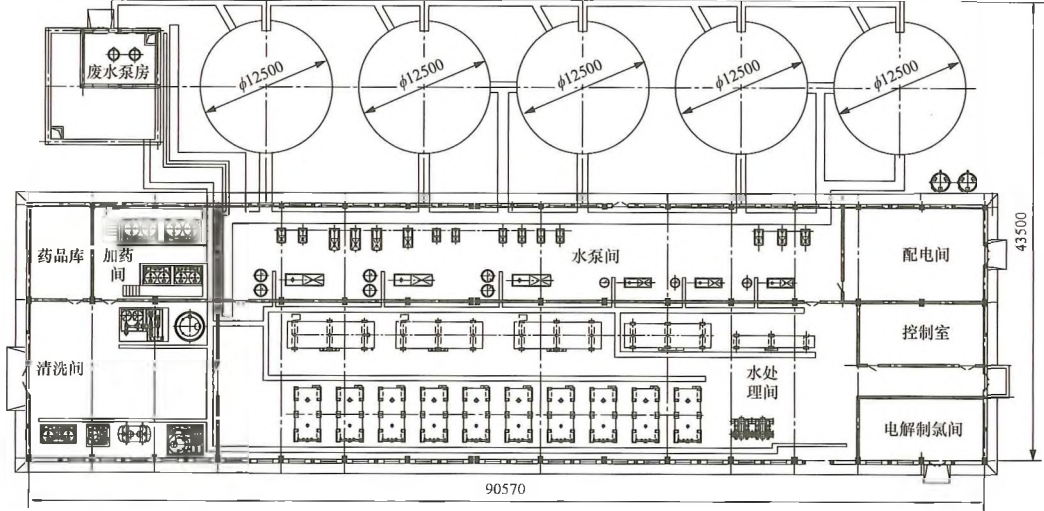 废水泵房
ϕ12500
ϕ12500
ϕ12500
ϕ12500
ϕ12500
43500
药品库
加药
间
水泵间
配电间
清洗间
控制室
水处
理间
电解制氯间
90570